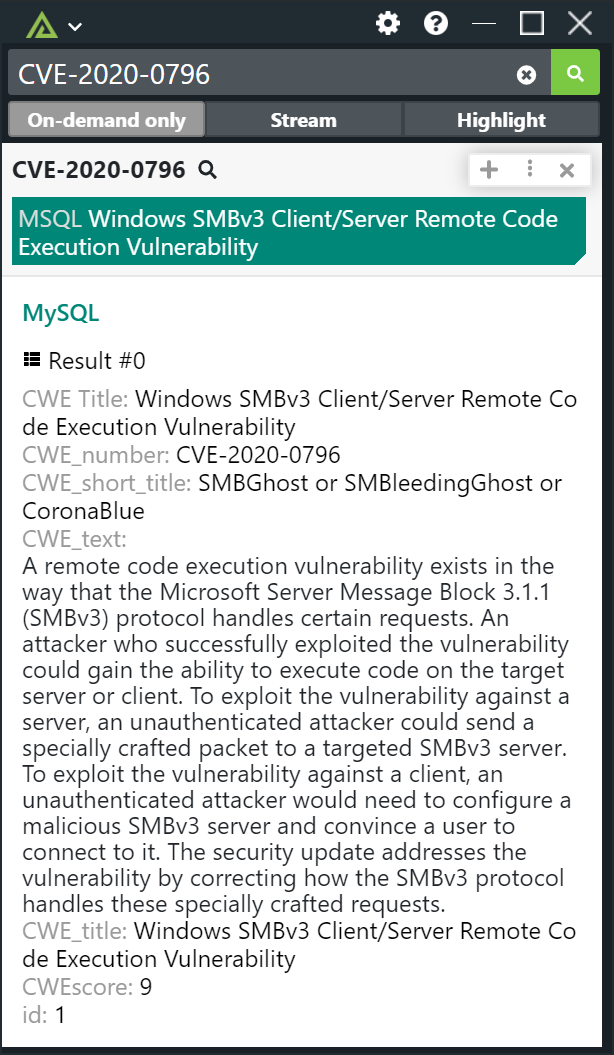 CVE-2020-0796
On-demand only Stream Highlight
CVE-2020-0796
MSQL Windows SMBv3 Client/Server Remote Code
Execution Vulnerability
MySQL
Result #0
CWE Title: Windows SMBv3 Client/Server Remote Co
de Execution Vulnerability
CWE_number: CVE-2020-0796
CWE_short_title: SMBGhost or SMBleedingGhost or
CoronaBlue
CWE_text:
A remote code execution vulnerability exists in the
way that the Microsoft Server Message Block 3.1.1
(SMBv3) protocol handles certain requests. An
attacker who successfully exploited the vulnerability
could gain the ability to execute code on the target
server or client. To exploit the vulnerability against a
server, an unauthenticated attacker could send a
specially crafted packet to a targeted SMBv3 server.
To exploit the vulnerability against a client, an
unauthenticated attacker would need to configure a
malicious SMBv3 server and convince a user to
connect to it. The security update addresses the
vulnerability by correcting how the SMBv3 protocol
handles these specially crafted requests.
CWE_title: Windows SMBv3 Client/Server Remote Co
de Execution Vulnerability
CWEscore: 9
id: 1